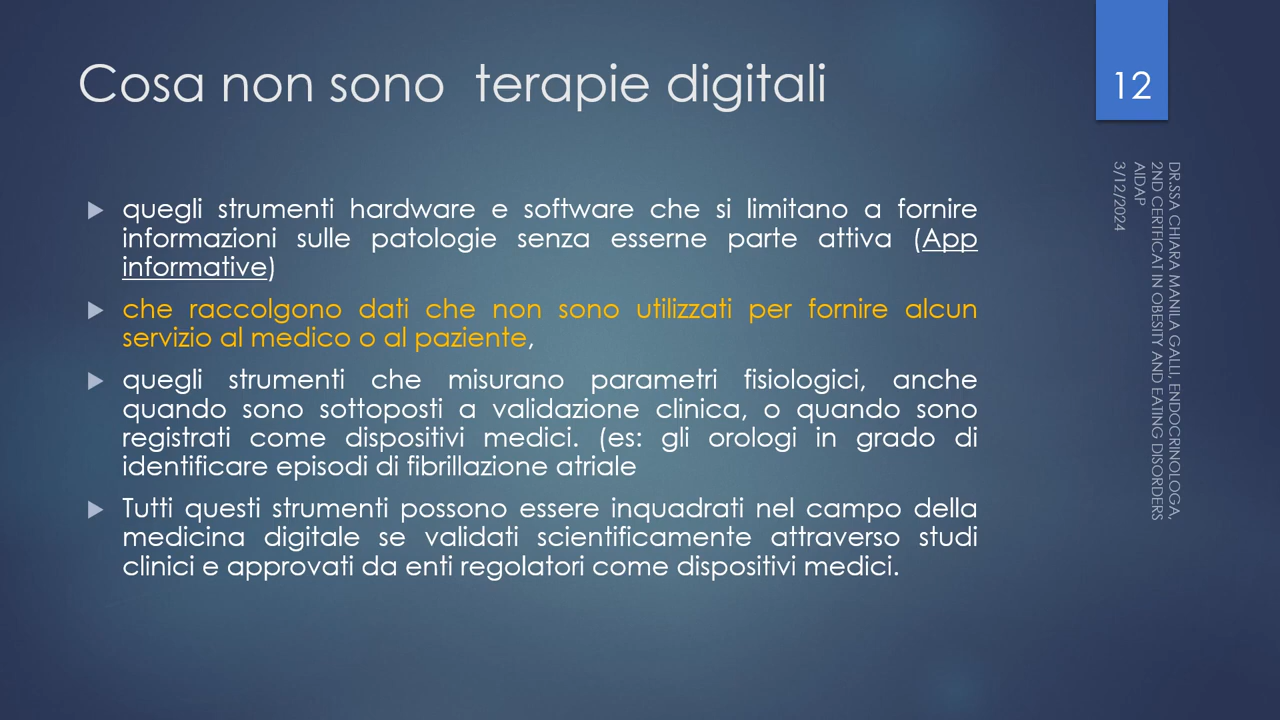 Cosa non sono terapie digitali
12
quegli strumenti hardware e software che si limitano a fornire
informazioni sulle patologie senza esserne parte attiva (App
informative)
che raccolgono dati che non sono utilizzati per fornire alcun
servizio al medico o al paziente,
quegli strumenti che misurano parametri fisiologici, anche
quando sono sottoposti a validazione clinica, o quando sono
registrati come dispositivi medici. (es: gli orologi in grado di
identificare episodi di fibrillazione atriale
Tutti questi strumenti possono essere inquadrati nel campo della
medicina digitale se validati scientificamente attraverso studi
clinici e approvati da enti regolatori come dispositivi medici.
DR.SSA CHIARA MANILA GALLI, ENDOCRINOLOGA,
2ND CERTIFICAT IN OBESITY AND EATING DISORDERS
AIDAP
3/12/2024